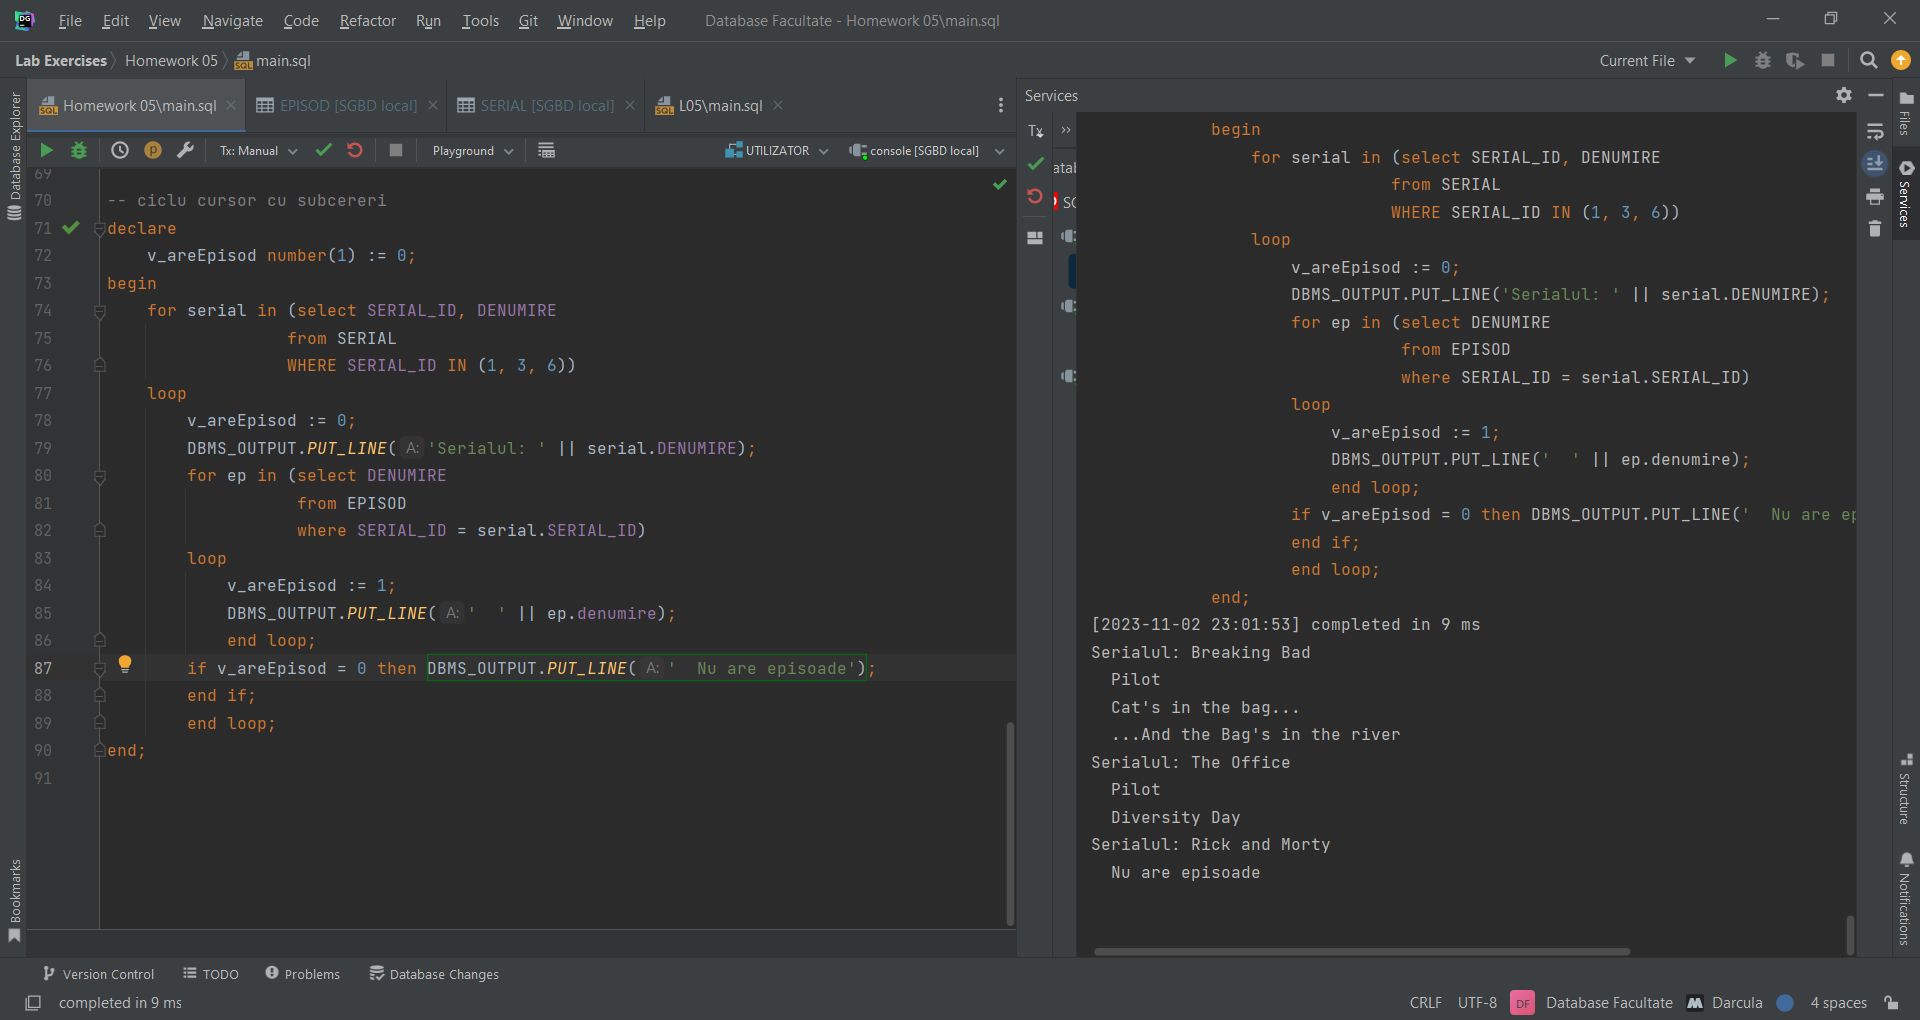 File Edit View Navigate Code Refactor Run Tools Git Window Help Database Facultate - Homework 05\main.sql
Lab Exercises Homework 05 main.sql
Current File
Homework 05\main.sql
EPISOD [SGBD local]
SERIAL [SGBD local]
L05\main.sql
Services
Database Explorer
Bookmarks
Tx: Manual
Playground
UTILIZATOR
console [SGBD local]
69
70 -- ciclu cursor cu subcereri
71 declare
72 v_areEpisod number(1) := 0;
73 begin
74 for serial in (select SERIAL_ID, DENUMIRE
75 from SERIAL
76 WHERE SERIAL_ID IN (1, 3, 6))
77 loop
78 v_areEpisod := 0;
79 DBMS_OUTPUT.PUT_LINE( A: 'Serialul: ' || serial.DENUMIRE);
80 for ep in (select DENUMIRE
81 from EPISOD
82 where SERIAL_ID = serial.SERIAL_ID)
83 loop
84 v_areEpisod := 1;
85 DBMS_OUTPUT.PUT_LINE( A: '  ' || ep.denumire);
86 end loop;
87 if v_areEpisod = 0 then DBMS_OUTPUT.PUT_LINE( A: '  Nu are episoade');
88 end if;
89 end loop;
90 end;
91
Tx
atal
SG
begin
for serial in (select SERIAL_ID, DENUMIRE
from SERIAL
WHERE SERIAL_ID IN (1, 3, 6))
loop
v_areEpisod := 0;
DBMS_OUTPUT.PUT_LINE('Serialul: ' || serial.DENUMIRE);
for ep in (select DENUMIRE
from EPISOD
where SERIAL_ID = serial.SERIAL_ID)
loop
v_areEpisod := 1;
DBMS_OUTPUT.PUT_LINE('  ' || ep.denumire);
end loop;
if v_areEpisod = 0 then DBMS_OUTPUT.PUT_LINE('  Nu are ep
end if;
end loop;
end;
[2023-11-02 23:01:53] completed in 9 ms
Serialul: Breaking Bad
Pilot
Cat's in the bag...
...And the Bag's in the river
Serialul: The Office
Pilot
Diversity Day
Serialul: Rick and Morty
Nu are episoade
Files
Services
Structure
Notifications
Version Control TODO Problems Database Changes
completed in 9 ms
CRLF UTF-8 DF Database Facultate Darcula 4 spaces